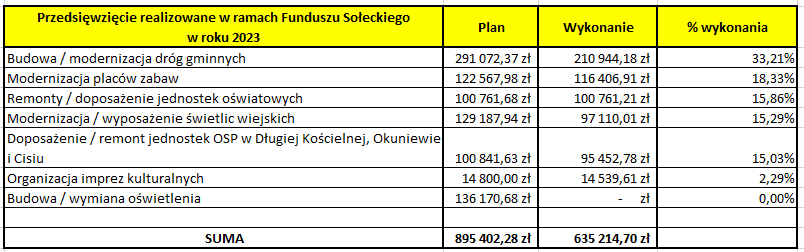 Przedsięwzięcie realizowane w ramach Funduszu Sołeckiego
w roku 2023
Plan Wykonanie % wykonania
Budowa / modernizacja dróg gminnych 291 072,37 zł 210 944,18 zł 33,21%
Modernizacja placów zabaw 122 567,98 zł 116 406,91 zł 18,33%
Remonty / doposażenie jednostek oświatowych 100 761,68 zł 100 761,21 zł 15,86%
Modernizacja / wyposażenie świetlic wiejskich 129 187,94 zł 97 110,01 zł 15,29%
Doposażenie / remont jednostek OSP w Długiej Kościelnej, Okuniewie
i Cisiu 100 841,63 zł 95 452,78 zł 15,03%
Organizacja imprez kulturalnych 14 800,00 zł 14 539,61 zł 2,29%
Budowa / wymiana oświetlenia 136 170,68 zł - zł 0,00%
SUMA 895 402,28 zł 635 214,70 zł